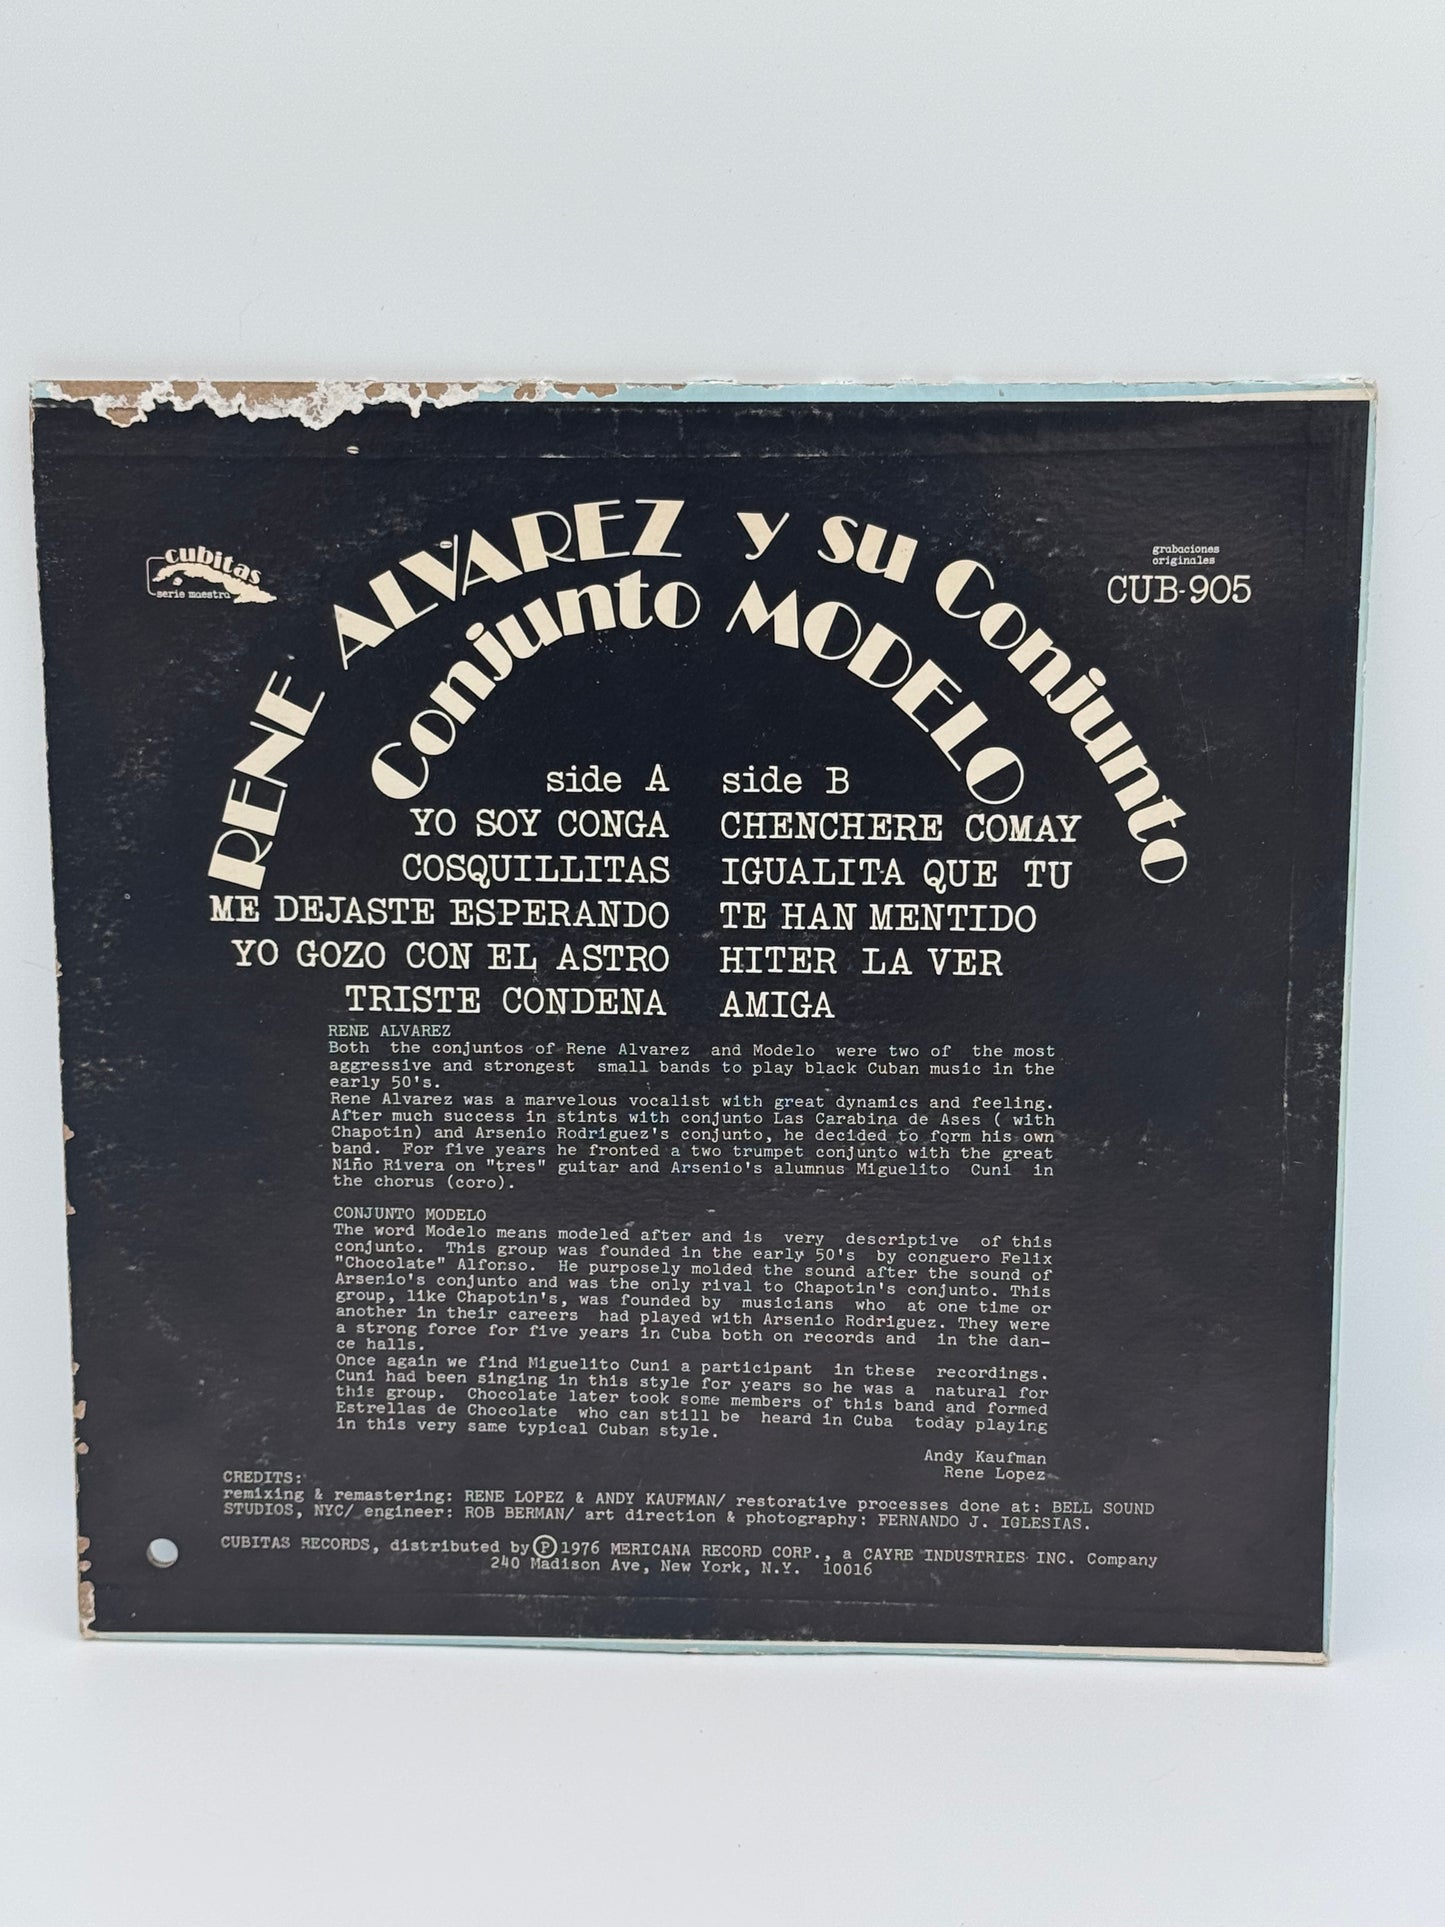 RENE ALVAREZ y su Conjunto
Conjunto MODELO
cubitas
serie maestra
grabaciones
originales
CUB-905
side A
YO SOY CONGA
COSQUILLITAS
ME DEJASTE ESPERANDO
YO GOZO CON EL ASTRO
TRISTE CONDENA
side B
CHENCHERE COMAY
IGUALITA QUE TU
TE HAN MENTIDO
HITER LA VER
AMIGA
RENE ALVAREZ
Both the conjuntos of Rene Alvarez and Modelo were two of the most
aggressive and strongest small bands to play black Cuban music in the
early 50's.
Rene Alvarez was a marvelous vocalist with great dynamics and feeling.
After much success in stints with conjunto Las Carabina de Ases ( with
Chapotin) and Arsenio Rodriguez's conjunto, he decided to form his own
band. For five years he fronted a two trumpet conjunto with the great
Niño Rivera on "tres" guitar and Arsenio's alumnus Miguelito Cuni in
the chorus (coro).
CONJUNTO MODELO
The word Modelo means modeled after and is very descriptive of this
conjunto. This group was founded in the early 50's by conguero Felix
"Chocolate" Alfonso. He purposely molded the sound after the sound of
Arsenio's conjunto and was the only rival to Chapotin's conjunto. This
group, like Chapotin's, was founded by musicians who at one time or
another in their careers had played with Arsenio Rodriguez. They were
a strong force for five years in Cuba both on records and in the dan-
ce halls.
Once again we find Miguelito Cuni a participant in these recordings.
Cuni had been singing in this style for years so he was a natural for
this group. Chocolate later took some members of this band and formed
Estrellas de Chocolate who can still be heard in Cuba today playing
in this very same typical Cuban style.
Andy Kaufman
Rene Lopez
CREDITS:
remixing & remastering: RENE LOPEZ & ANDY KAUFMAN/ restorative processes done at: BELL SOUND
STUDIOS, NYC/ engineer: ROB BERMAN/ art direction & photography: FERNANDO J. IGLESIAS.
CUBITAS RECORDS, distributed by Ⓟ 1976 MERICANA RECORD CORP., a CAYRE INDUSTRIES INC. Company
240 Madison Ave, New York, N.Y. 10016